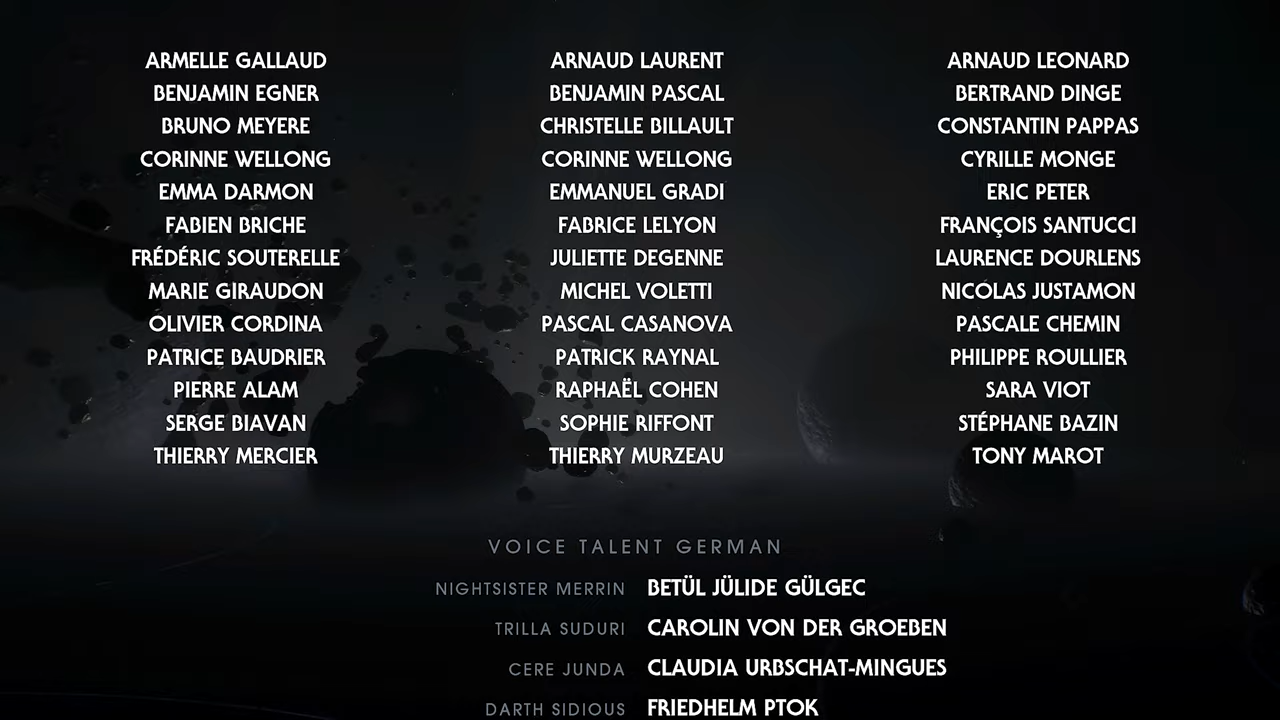 ARMELLE GALLAUD ARNAUD LAURENT ARNAUD LEONARD
BENJAMIN EGNER BENJAMIN PASCAL BERTRAND DINGE
BRUNO MEYERE CHRISTELLE BILLAULT CONSTANTIN PAPPAS
CORINNE WELLONG CORINNE WELLONG CYRILLE MONGE
EMMA DARMON EMMANUEL GRADI ERIC PETER
FABIEN BRICHE FABRICE LELYON FRANÇOIS SANTUCCI
FRÉDÉRIC SOUTERELLE JULIETTE DEGENNE LAURENCE DOURLENS
MARIE GIRAUDON MICHEL VOLETTI NICOLAS JUSTAMON
OLIVIER CORDINA PASCAL CASANOVA PASCALE CHEMIN
PATRICE BAUDRIER PATRICK RAYNAL PHILIPPE ROULLIER
PIERRE ALAM RAPHAËL COHEN SARA VIOT
SERGE BIAVAN SOPHIE RIFFONT STÉPHANE BAZIN
THIERRY MERCIER THIERRY MURZEAU TONY MAROT
VOICE TALENT GERMAN
NIGHTSISTER MERRIN BETÜL JÜLIDE GÜLGEC
TRILLA SUDURI CAROLIN VON DER GROEBEN
CERE JUNDA CLAUDIA URBSCHAT-MINGUES
DARTH SIDIOUS FRIEDHELM PTOK